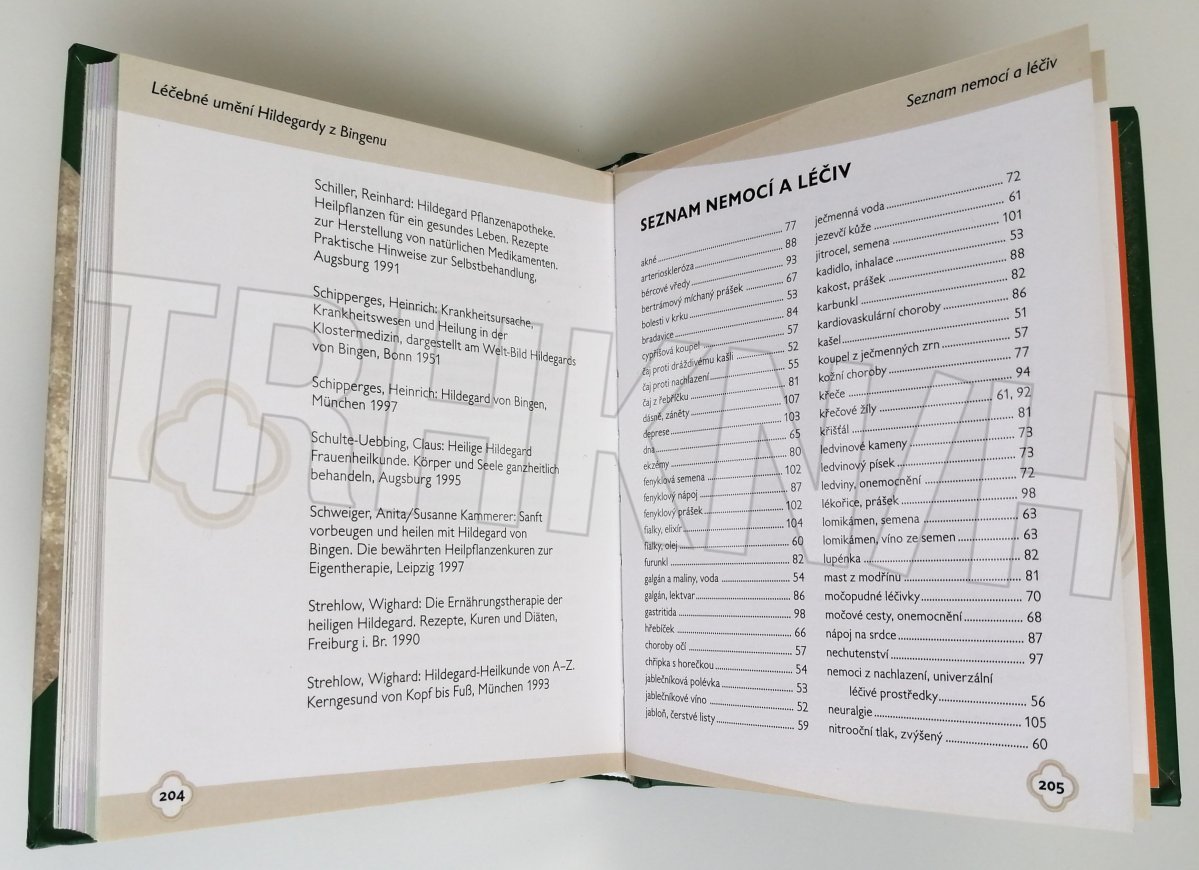 Léčebné umění Hildegardy z Bingenu
Schiller, Reinhard: Hildegard Pflanzenapotheke.
Heilpflanzen für ein gesundes Leben. Rezepte
zur Herstellung von natürlichen Medikamenten.
Praktische Hinweise zur Selbstbehandlung,
Augsburg 1991
Schipperges, Heinrich: Krankheitsursache,
Krankheitswesen und Heilung in der
Klostermedizin, dargestellt am Welt-Bild Hildegards
von Bingen, Bonn 1951
Schipperges, Heinrich: Hildegard von Bingen,
München 1997
Schulte-Uebbing, Claus: Heilige Hildegard
Frauenheilkunde. Körper und Seele ganzheitlich
behandeln, Augsburg 1995
Schweiger, Anita/Susanne Kammerer: Sanft
vorbeugen und heilen mit Hildegard von
Bingen. Die bewährten Heilpflanzenkuren zur
Eigentherapie, Leipzig 1997
Strehlow, Wighard: Die Ernährungstherapie der
heiligen Hildegard. Rezepte, Kuren und Diäten,
Freiburg i. Br. 1990
Strehlow, Wighard: Hildegard-Heilkunde von A–Z.
Kerngesund von Kopf bis Fuß, München 1993
204
Seznam nemocí a léčiv
SEZNAM NEMOCÍ A LÉČIV
akné 77
arterioskleróza 88
bércové vředy 93
bertrámový míchaný prášek 67
bolesti v krku 53
bradavice 84
cypřišová koupel 57
čaj proti dráždivému kašli 52
čaj proti nachlazení 55
čaj z řebříčku 81
dásně, záněty 107
deprese 103
dna 65
ekzémy 80
fenyklová semena 102
fenyklový nápoj 87
fenyklový prášek 102
fialky, elixír 104
fialky, olej 60
furunkl 82
galgán a maliny, voda 54
galgán, lektvar 86
gastritida 98
hřebíček 66
choroby očí 57
chřipka s horečkou 54
jablečníková polévka 53
jablečníkové víno 52
jabloň, čerstvé listy 59
ječmenná voda 72
jezevčí kůže 61
jitrocel, semena 101
kadidlo, inhalace 53
kakost, prášek 88
karbunkl 82
kardiovaskulární choroby 86
kašel 51
koupel z ječmenných zrn 57
kožní choroby 77
křeče 94
křečové žíly 61, 92
křišťál 81
ledvinové kameny 73
ledvinový písek 73
ledviny, onemocnění 72
lékořice, prášek 98
lomikámen, semena 63
lomikámen, víno ze semen 63
lupénka 82
mast z modřínu 81
močopudné léčivky 70
močové cesty, onemocnění 68
nápoj na srdce 87
nechutenství 97
nemoci z nachlazení, univerzální
léčivé prostředky 56
neuralgie 105
nitrooční tlak, zvýšený 60
205
TRHKNIH